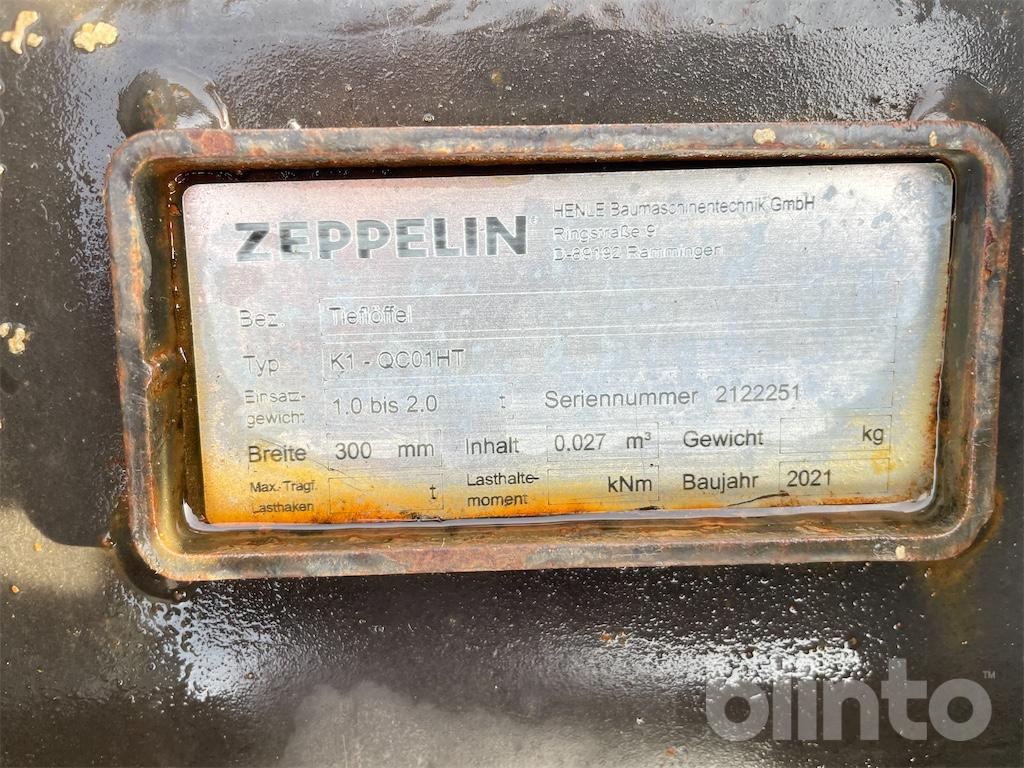 ZEPPELIN®
HENLE Baumaschinentechnik GmbH
Ringstraße 9
D-89192 Rammingen
Bez. Tieflöffel
Typ K1 - QC01HT
Einsatz-
gewicht 1.0 bis 2.0 t Seriennummer 2122251
Breite 300 mm Inhalt 0.027 m³ Gewicht kg
Max. Tragf.
Lasthaken t Lasthalte-
moment kNm Baujahr 2021
blinto™